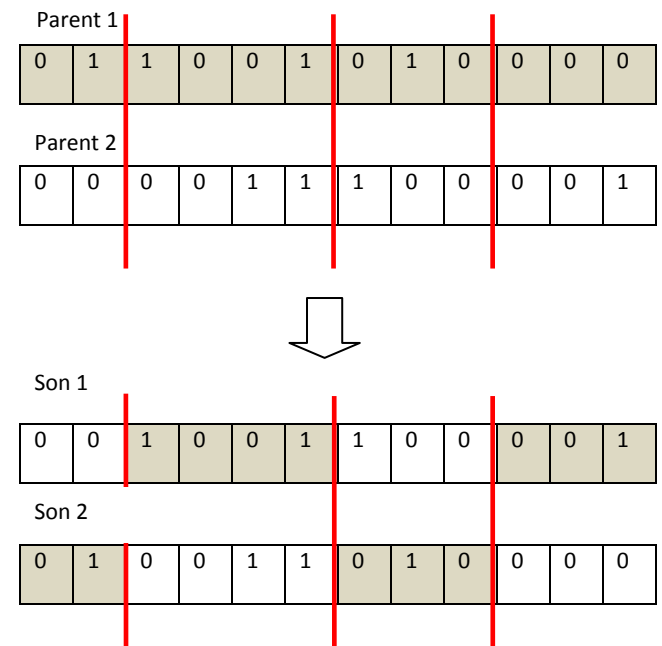 Parent 1
0 1 1 0 0 1 0 1 0 0 0 0
Parent 2
0 0 0 0 1 1 1 0 0 0 0 1
Son 1
0 0 1 0 0 1 1 0 0 0 0 1
Son 2
0 1 0 0 1 1 0 1 0 0 0 0